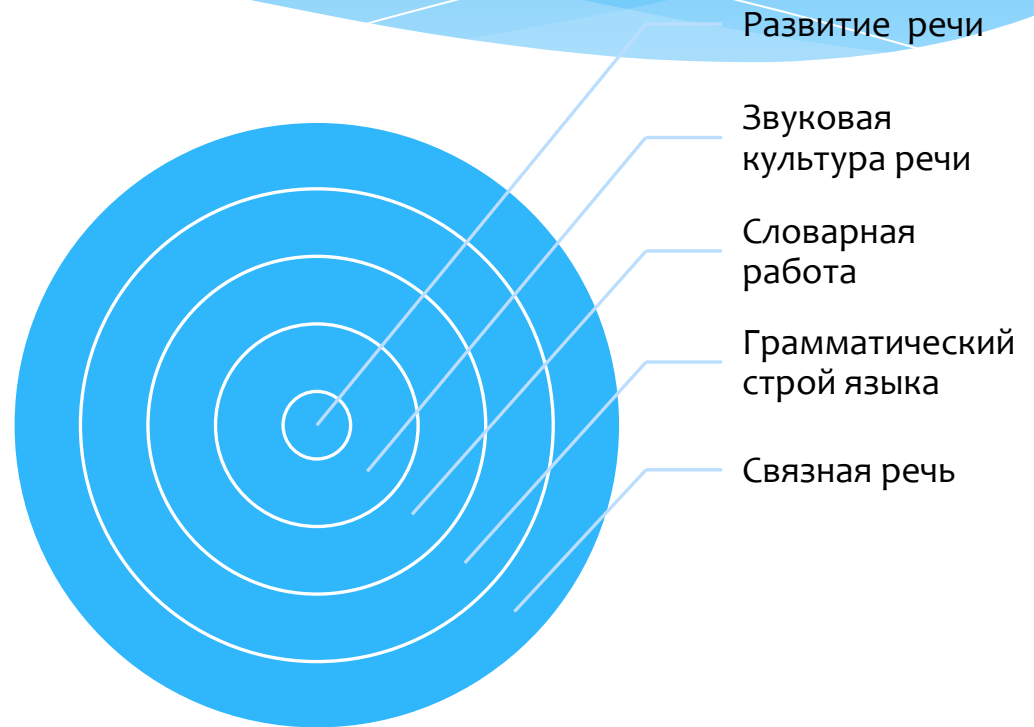 Развитие речи
Звуковая
культура речи
Словарная
работа
Грамматический
строй языка
Связная речь